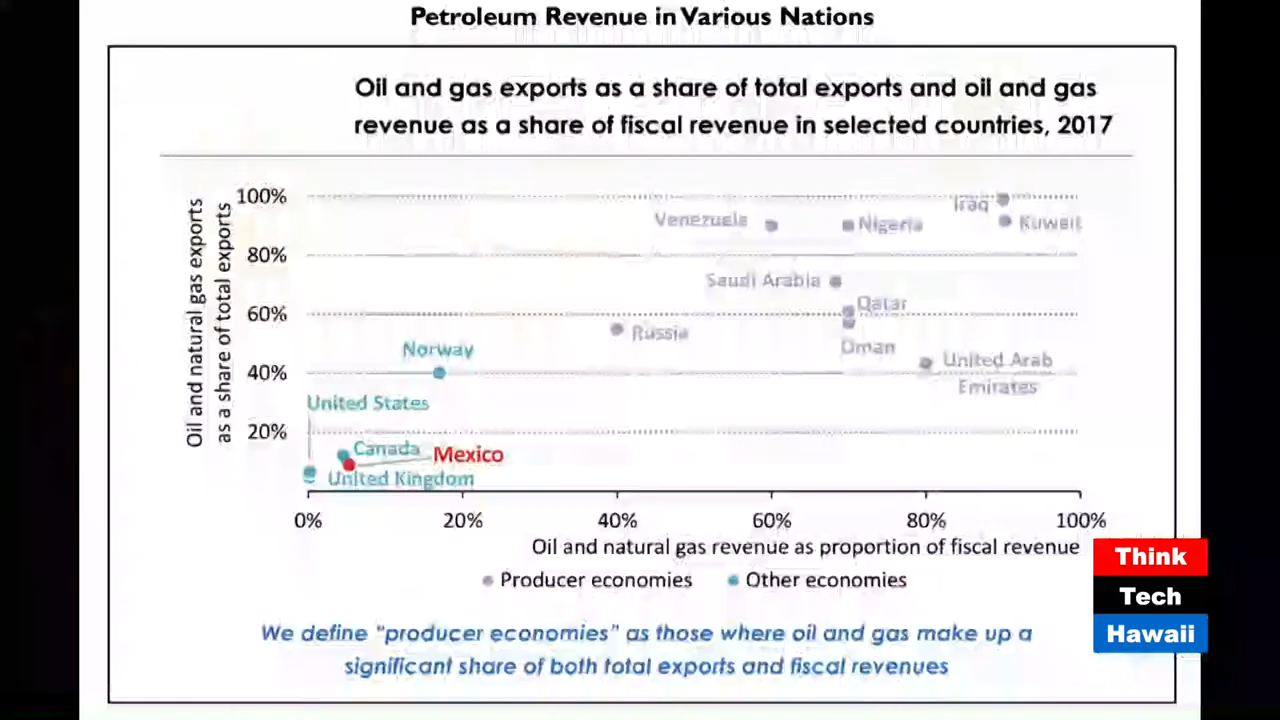 Petroleum Revenue in Various Nations
Oil and gas exports as a share of total exports and oil and gas
revenue as a share of fiscal revenue in selected countries, 2017
Oil and natural gas exports
as a share of total exports
100%
80%
60%
40%
20%
Iraq
Kuwait
Venezuela
Nigeria
Saudi Arabia
Qatar
Russia
Oman
Norway
United Arab
Emirates
United States
Canada
Mexico
United Kingdom
0%
20%
40%
60%
80%
100%
Oil and natural gas revenue as proportion of fiscal revenue
Producer economies
Other economies
We define "producer economies" as those where oil and gas make up a
significant share of both total exports and fiscal revenues
Think
Tech
Hawaii